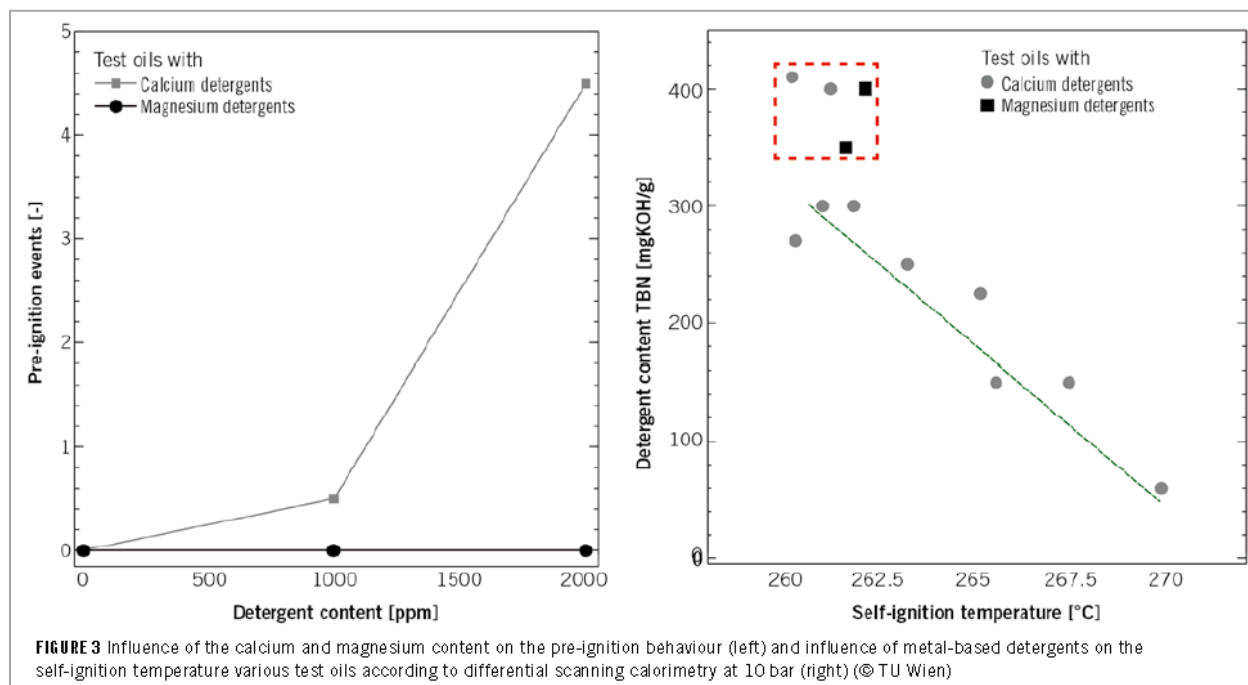 5
4
3
2
1
0
Pre-ignition events [-]
Test oils with
Calcium detergents
Magnesium detergents
0 500 1000 1500 2000
Detergent content [ppm]
400
300
200
100
0
0
Detergent content TBN [mgKOH/g]
Test oils with
Calcium detergents
Magnesium detergents
260 262.5 265 267.5 270
Self-ignition temperature [°C]
FIGURE 3 Influence of the calcium and magnesium content on the pre-ignition behaviour (left) and influence of metal-based detergents on the
self-ignition temperature various test oils according to differential scanning calorimetry at 10 bar (right) (© TU Wien)